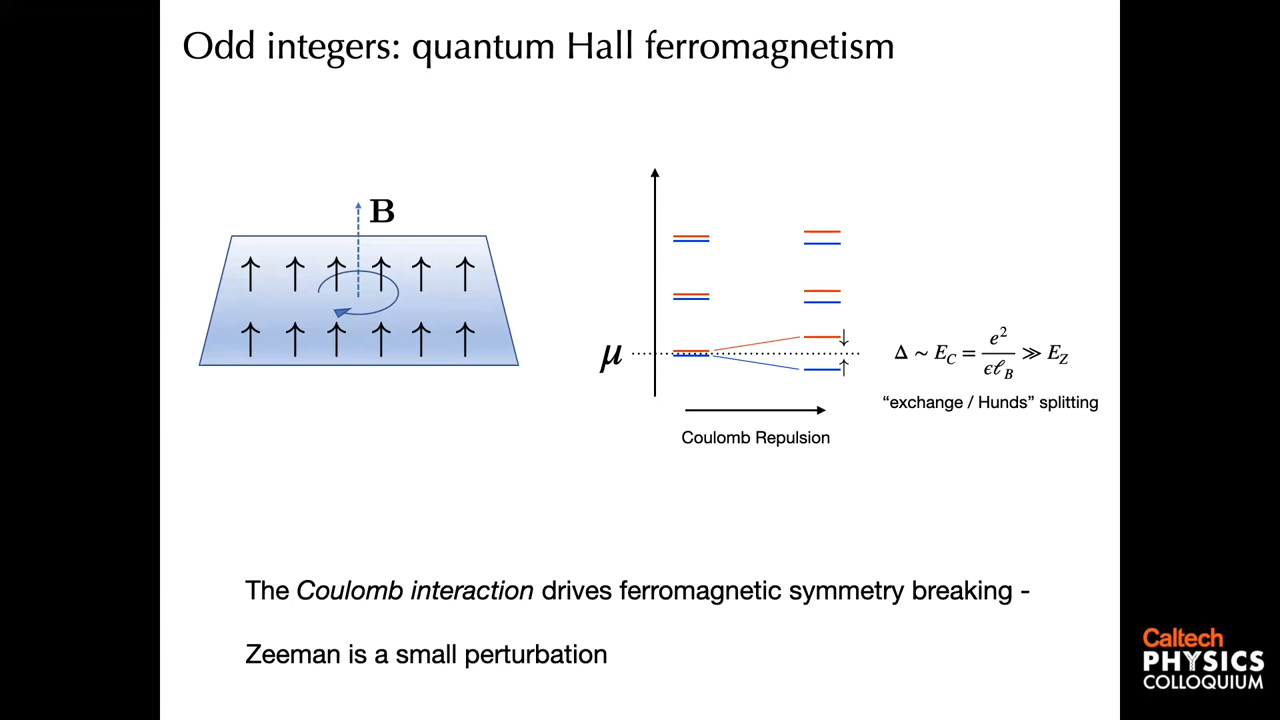 Odd integers: quantum Hall ferromagnetism
B
μ
↓
↑
Δ ∼ E_C = e²/(ϵℓ_B) ≫ E_Z
“exchange / Hunds” splitting
Coulomb Repulsion
The Coulomb interaction drives ferromagnetic symmetry breaking -
Zeeman is a small perturbation
Caltech
PHYSICS
COLLOQUIUM